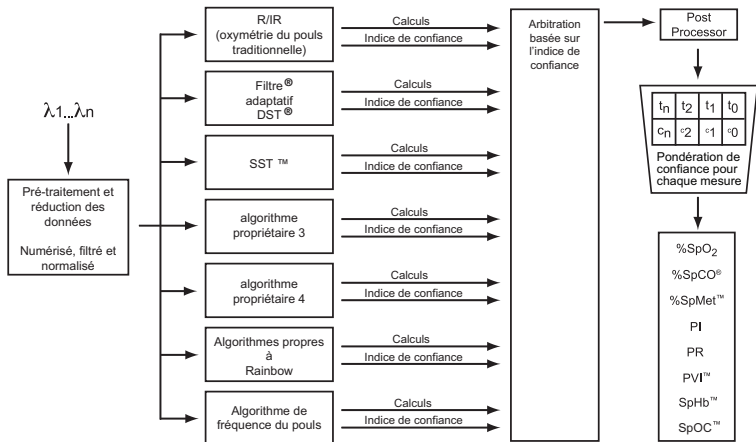 λ1...λn
Pré-traitement et
réduction des
données
Numérisé, filtré et
normalisé
R/IR
(oxymétrie du pouls
traditionnelle)
Calculs
Indice de confiance
Filtre®
adaptatif
DST®
Calculs
Indice de confiance
SST ™
Calculs
Indice de confiance
algorithme
propriétaire 3
Calculs
Indice de confiance
algorithme
propriétaire 4
Calculs
Indice de confiance
Algorithmes propres
à
Rainbow
Calculs
Indice de confiance
Algorithme de
fréquence du pouls
Calculs
Indice de confiance
Arbitration
basée sur
l'indice de
confiance
Post
Processor
tn t2 t1 t0
cn c2 c1 c0
Pondération de
confiance pour
chaque mesure
%SpO2
%SpCO®
%SpMet™
PI
PR
PVI™
SpHb™
SpOC™